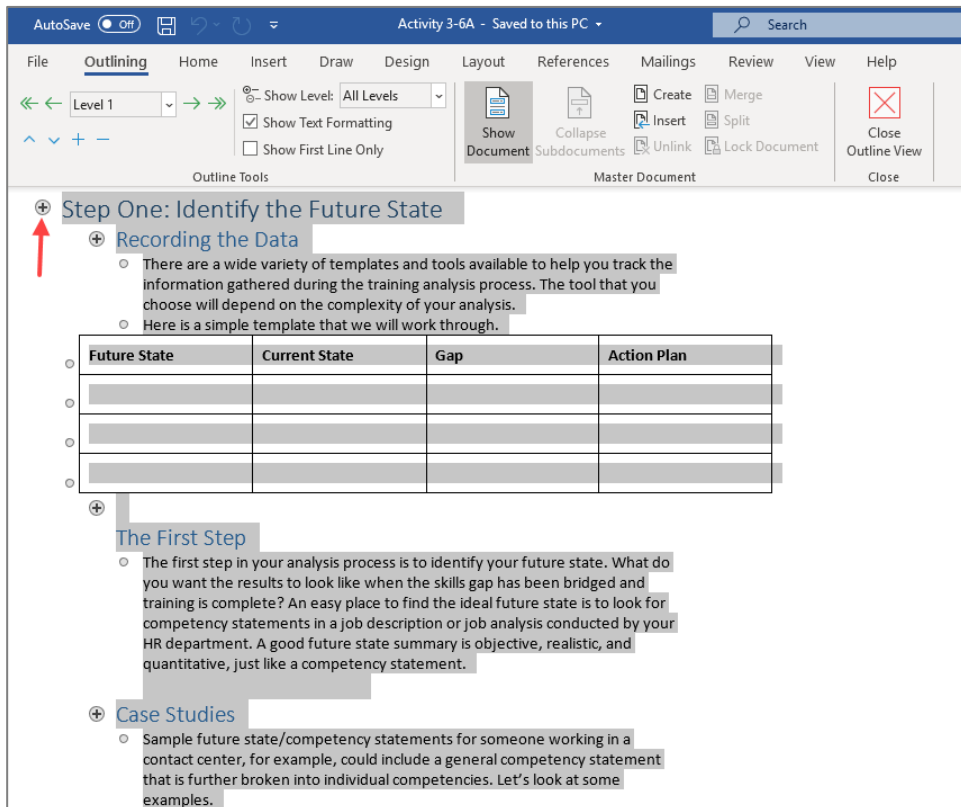 AutoSave Off Activity 3-6A - Saved to this PC Search
File Outlining Home Insert Draw Design Layout References Mailings Review View Help
Level 1 Show Level: All Levels
Show Text Formatting
Show First Line Only
Outline Tools
Show Document
Collapse Subdocuments
Create Merge
Insert Split
Unlink Lock Document
Master Document
Close Outline View
Close
Step One: Identify the Future State
Recording the Data
There are a wide variety of templates and tools available to help you track the
information gathered during the training analysis process. The tool that you
choose will depend on the complexity of your analysis.
Here is a simple template that we will work through.
Future State Current State Gap Action Plan
The First Step
The first step in your analysis process is to identify your future state. What do
you want the results to look like when the skills gap has been bridged and
training is complete? An easy place to find the ideal future state is to look for
competency statements in a job description or job analysis conducted by your
HR department. A good future state summary is objective, realistic, and
quantitative, just like a competency statement.
Case Studies
Sample future state/competency statements for someone working in a
contact center, for example, could include a general competency statement
that is further broken into individual competencies. Let’s look at some
examples.